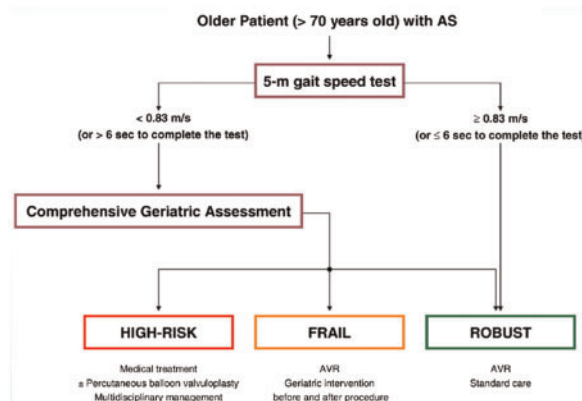 Older Patient (> 70 years old) with AS
5-m gait speed test
< 0.83 m/s
(or > 6 sec to complete the test)
≥ 0.83 m/s
(or ≤ 6 sec to complete the test
Comprehensive Geriatric Assessment
HIGH-RISK
FRAIL
ROBUST
Medical treatment
± Percutaneous balloon valvuloplasty
Multidisciplinary management
AVR
Geriatric intervention
before and after procedure
AVR
Standard care